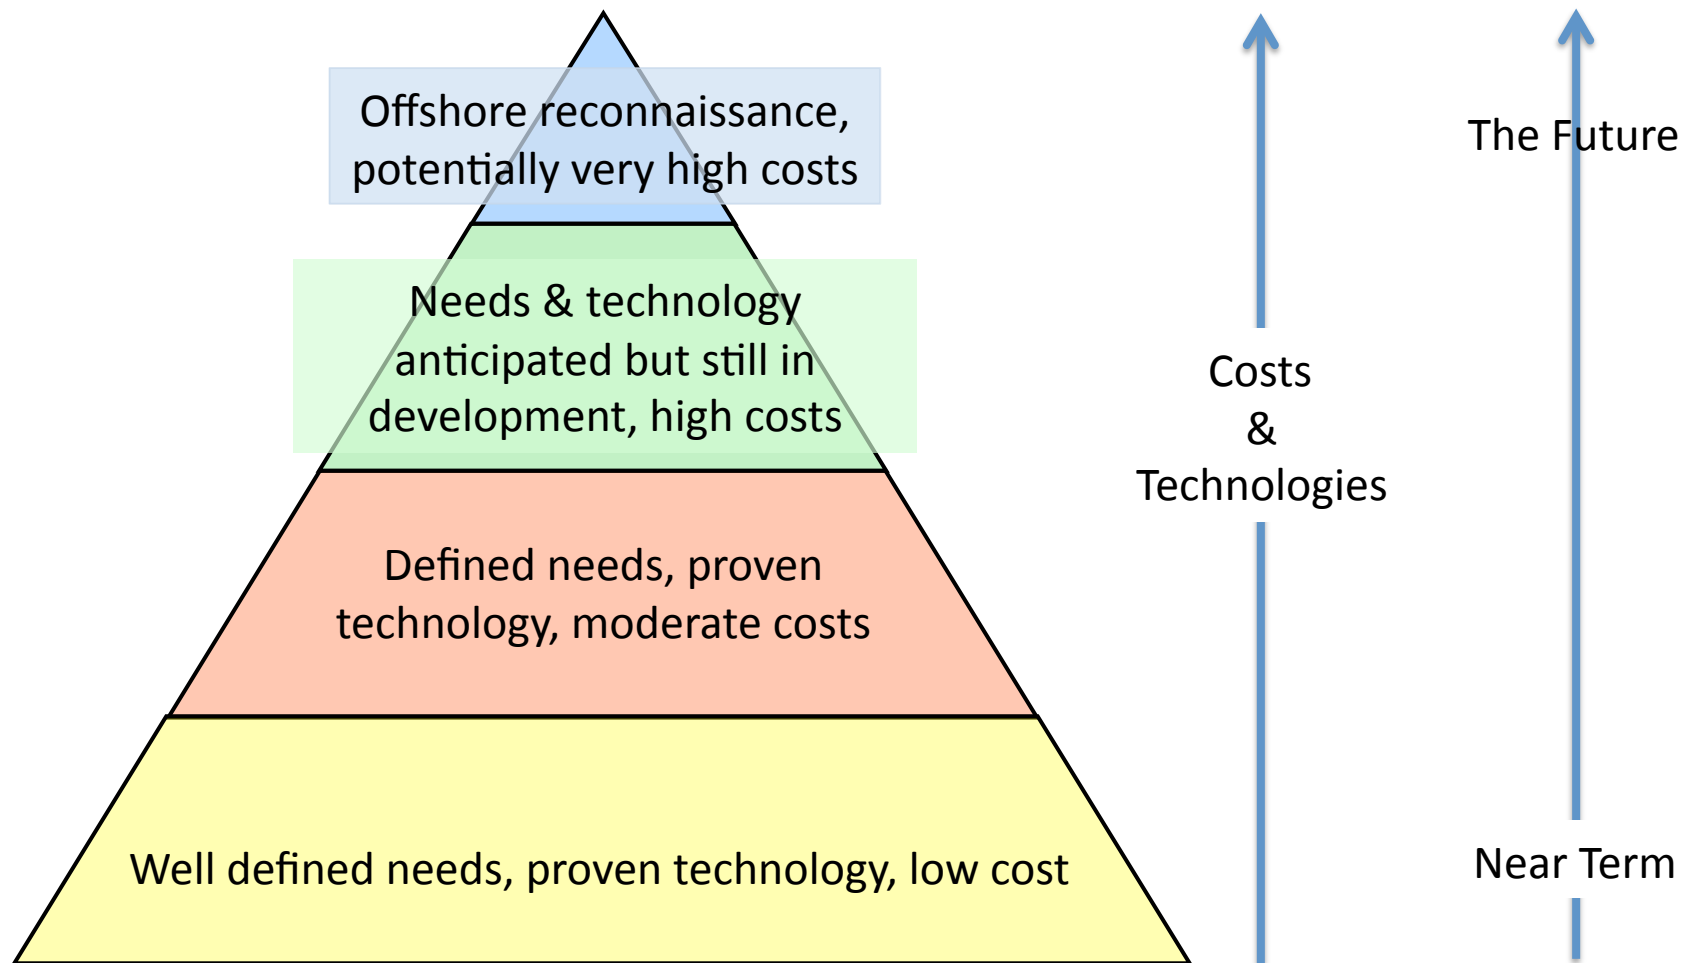 Offshore reconnaissance,
potentially very high costs
Needs & technology
anticipated but still in
development, high costs
Defined needs, proven
technology, moderate costs
Well defined needs, proven technology, low cost
Costs
&
Technologies
The Future
Near Term